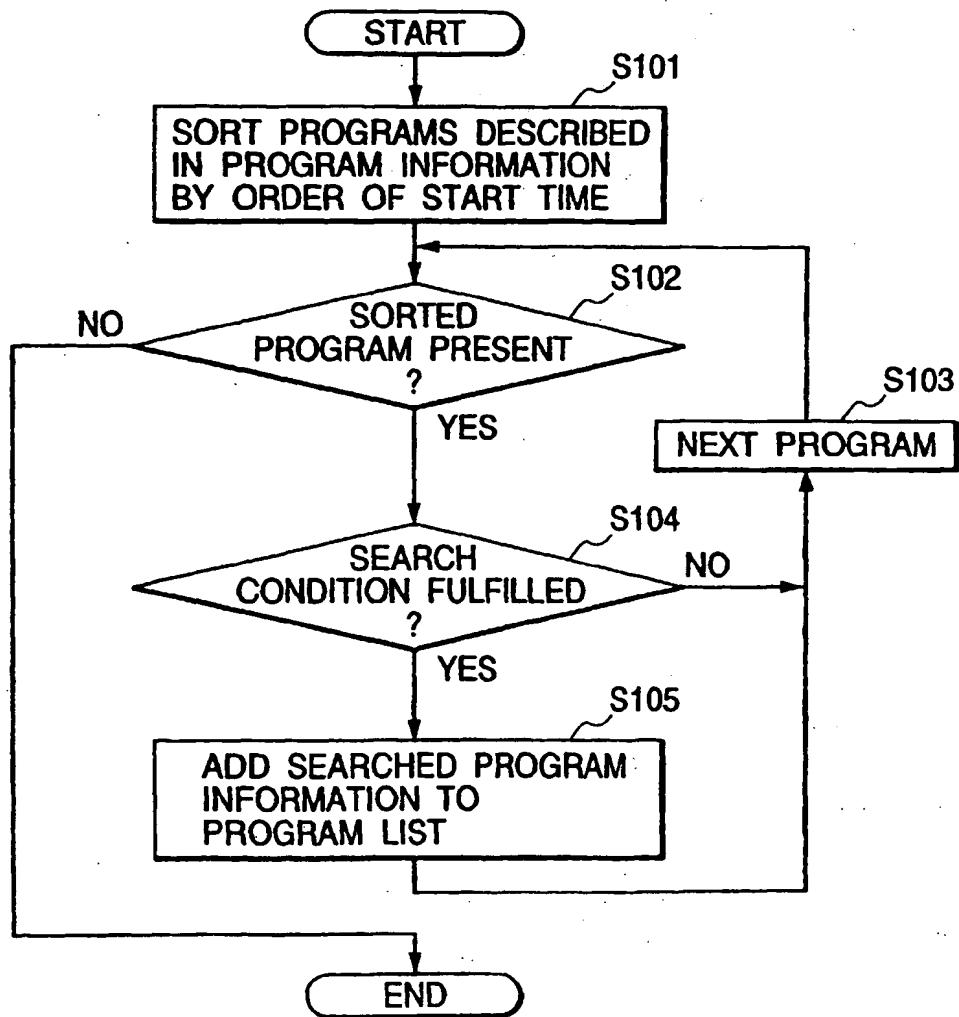 START
S101
SORT PROGRAMS DESCRIBED
IN PROGRAM INFORMATION
BY ORDER OF START TIME
S102
NO
SORTED
PROGRAM PRESENT
?
YES
S103
NEXT PROGRAM
S104
SEARCH
CONDITION FULFILLED
?
NO
YES
S105
ADD SEARCHED PROGRAM
INFORMATION TO
PROGRAM LIST
END